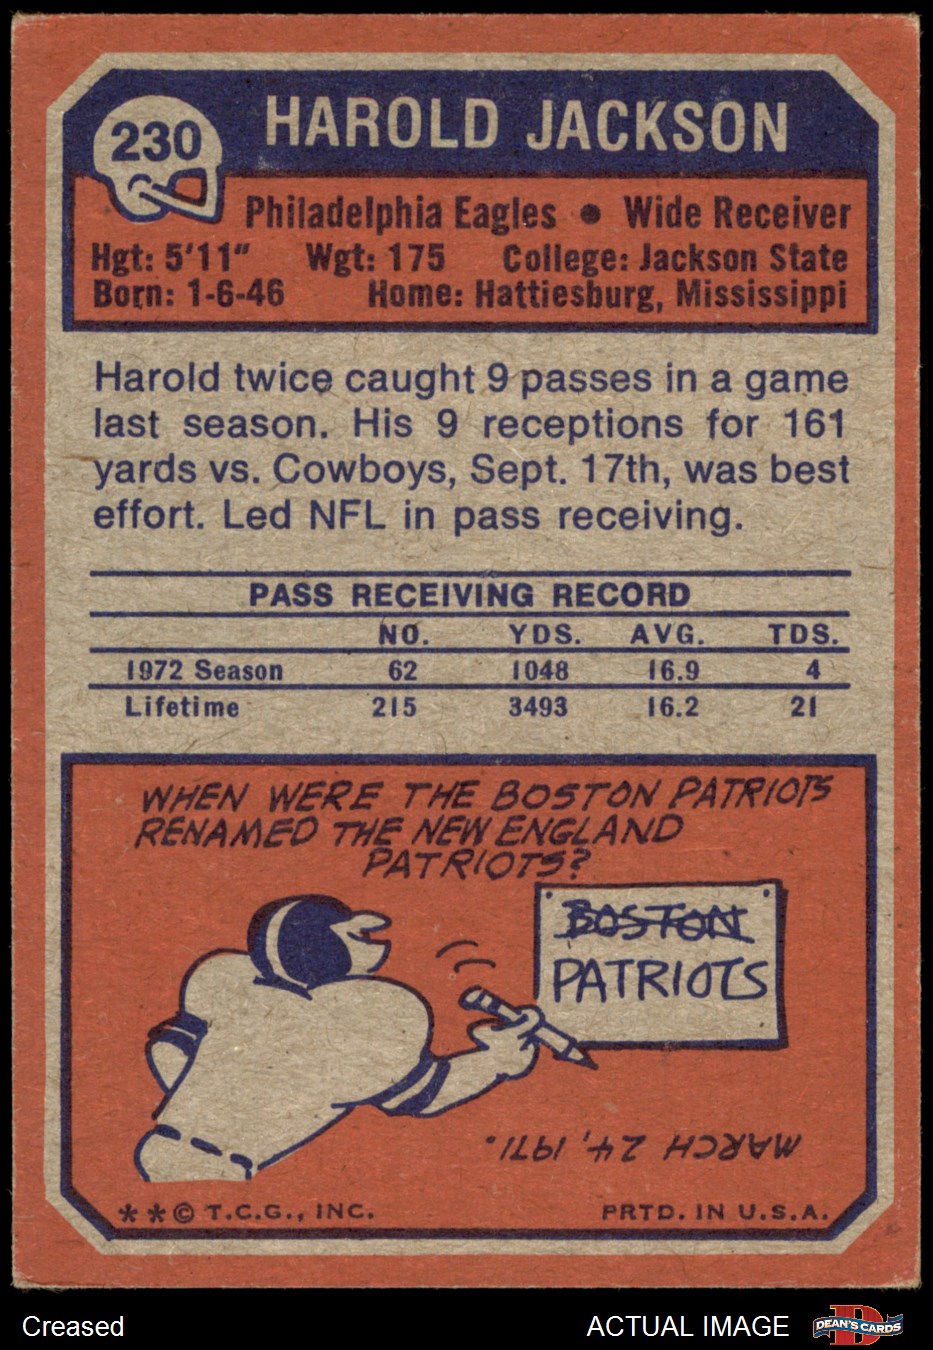 230
HAROLD JACKSON
Philadelphia Eagles • Wide Receiver
Hgt: 5'11" Wgt: 175 College: Jackson State
Born: 1-6-46 Home: Hattiesburg, Mississippi
Harold twice caught 9 passes in a game
last season. His 9 receptions for 161
yards vs. Cowboys, Sept. 17th, was best
effort. Led NFL in pass receiving.
PASS RECEIVING RECORD
NO. YDS. AVG. TDS.
1972 Season 62 1048 16.9 4
Lifetime 215 3493 16.2 21
WHEN WERE THE BOSTON PATRIOTS
RENAMED THE NEW ENGLAND
PATRIOTS?
BOSTON
PATRIOTS
MARCH 24, 1971.
**© T.C.G., INC. PRTD. IN U.S.A.
Creased ACTUAL IMAGE D DEAN'S CARDS